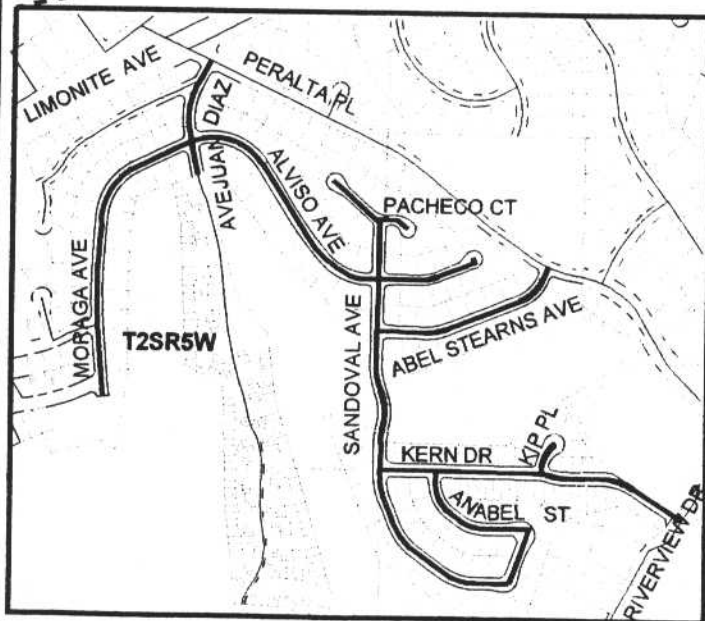 LIMONITE AVE
PERALTA PL
AVEJUAN DIAZ
ALVISO AVE
PACHECO CT
MORAGA AVE
T2SR5W
SANDOVAL AVE
ABEL STEARNS AVE
KERN DR
KIP PL
ANABEL ST
RIVERVIEW DR